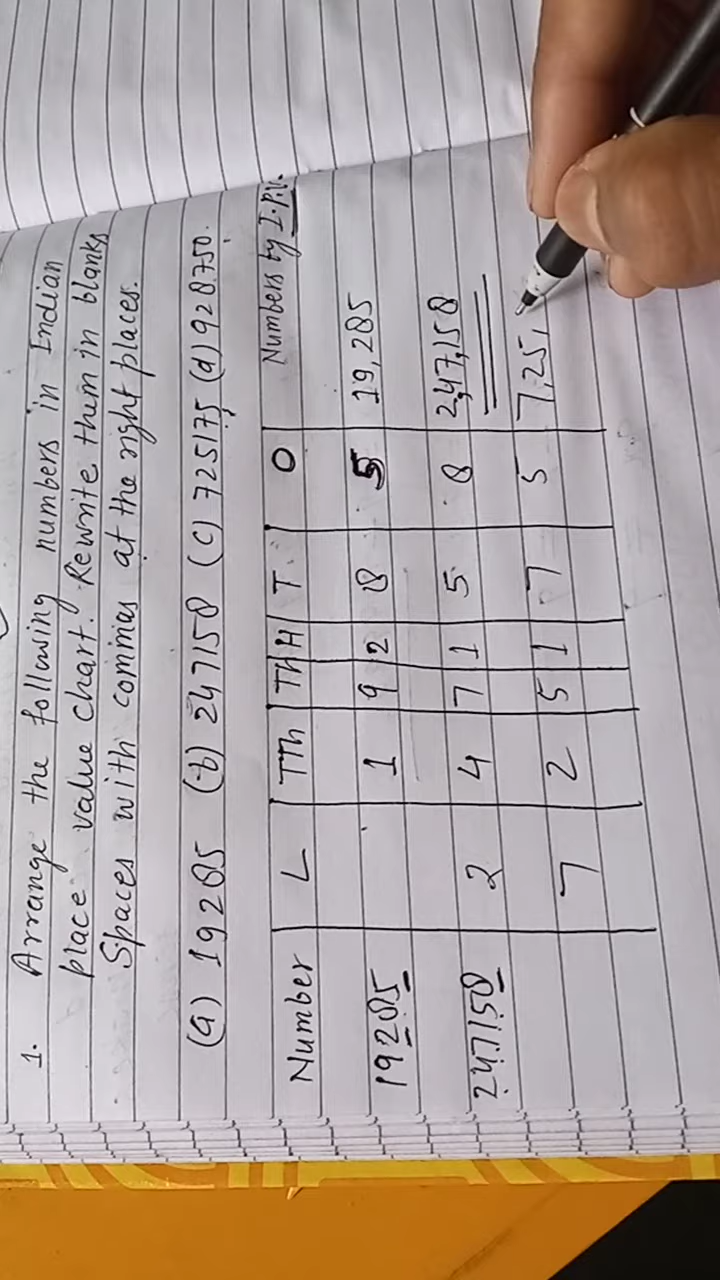 1. Arrange the following numbers in Indian
place value chart. Rewrite them in blanks
Spaces with commas at the right places.
(a) 19285 (b) 247158 (c) 725175 (d) 928750.
Number L TTh Th H T O Numbers by I.P.V.
19285 1 9 2 8 5 19,285
247158 2 4 7 1 5 8 2,47,158
7 2 5 1 7 5 7,25,